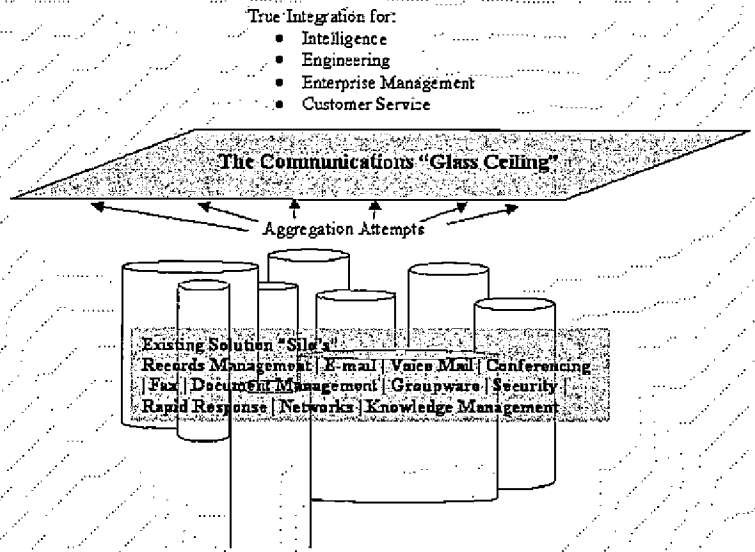 True Integration for:
• Intelligence
• Engineering
• Enterprise Management
• Customer Service
The Communications “Glass Ceiling”
Aggregation Attempts
Existing Solution "Silo's"
Records Management | E-mail | Voice Mail | Conferencing
| Fax | Document Management | Groupware | Security |
Rapid Response | Networks | Knowledge Management